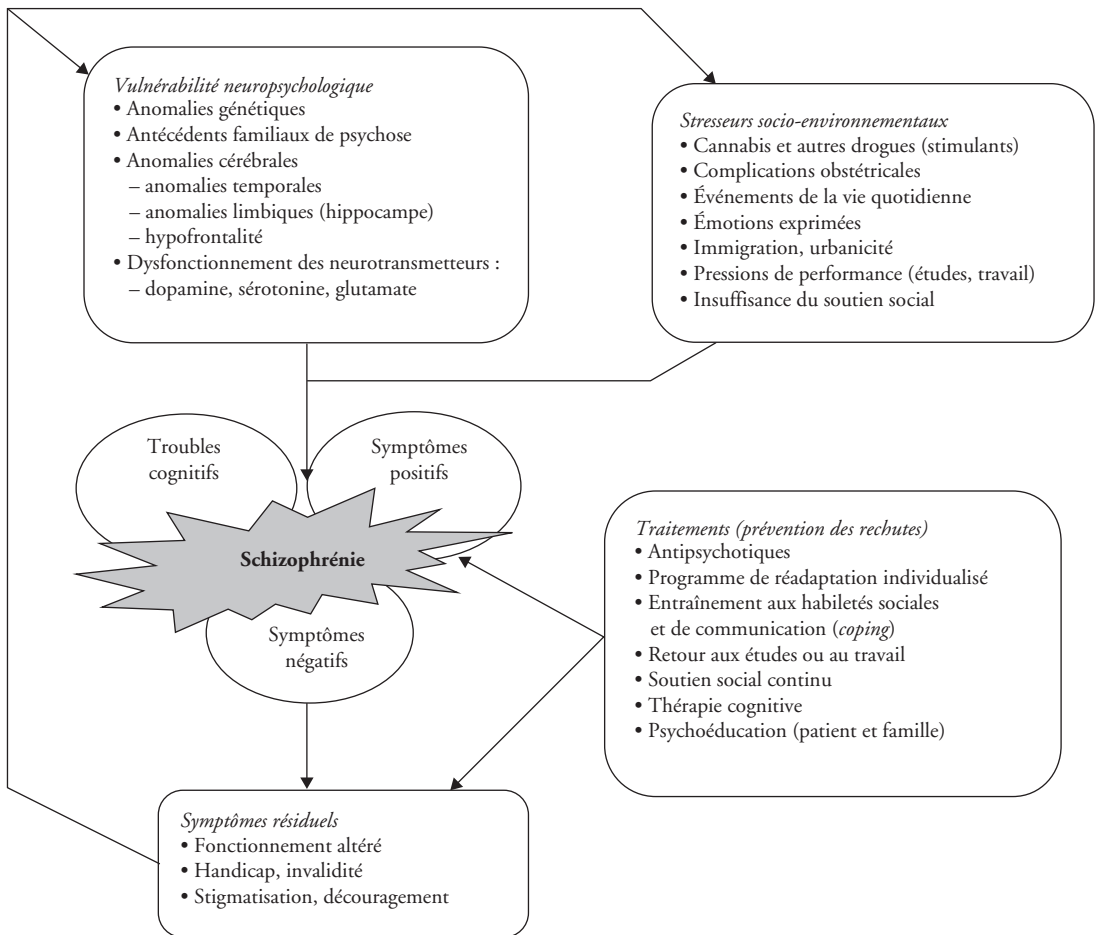 Vulnérabilité neuropsychologique
• Anomalies génétiques
• Antécédents familiaux de psychose
• Anomalies cérébrales
– anomalies temporales
– anomalies limbiques (hippocampe)
– hypofrontalité
• Dysfonctionnement des neurotransmetteurs :
– dopamine, sérotonine, glutamate
Stresseurs socio-environnementaux
• Cannabis et autres drogues (stimulants)
• Complications obstétricales
• Événements de la vie quotidienne
• Émotions exprimées
• Immigration, urbanicité
• Pressions de performance (études, travail)
• Insuffisance du soutien social
Troubles
cognitifs
Symptômes
positifs
Schizophrénie
Symptômes
négatifs
Traitements (prévention des rechutes)
• Antipsychotiques
• Programme de réadaptation individualisé
• Entraînement aux habiletés sociales
et de communication (coping)
• Retour aux études ou au travail
• Soutien social continu
• Thérapie cognitive
• Psychoéducation (patient et famille)
Symptômes résiduels
• Fonctionnement altéré
• Handicap, invalidité
• Stigmatisation, découragement